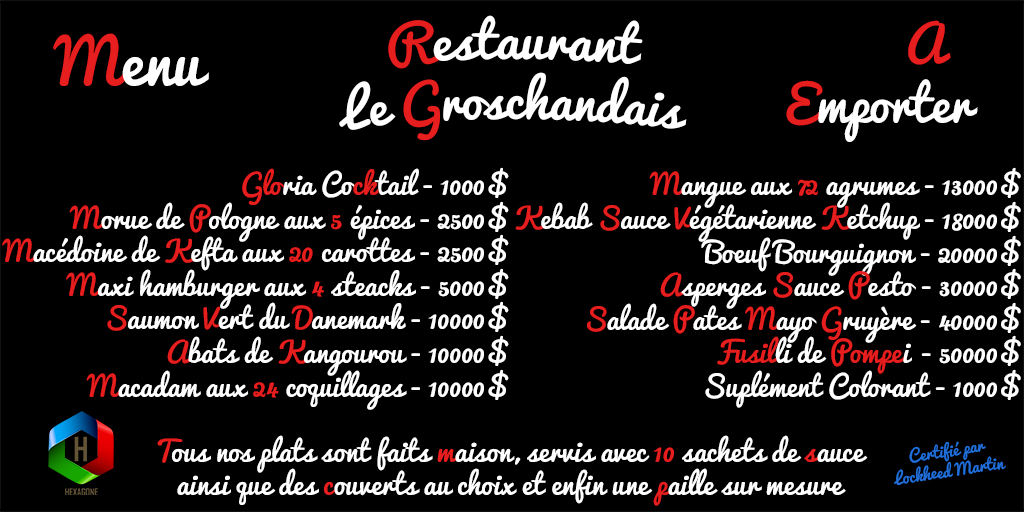 Menu
Restaurant
le Groschandais
A
Emporter
Gloria Cocktail - 1000 $
Morue de Pologne aux 5 épices - 2500 $
Macédoine de Kefta aux 20 carottes - 2500 $
Maxi hamburger aux 4 steacks - 5000 $
Saumon Vert du Danemark - 10000 $
Abats de Kangourou - 10000 $
Macadam aux 24 coquillages - 10000 $
Mangue aux 72 agrumes - 13000 $
Kebab Sauce Végétarienne Ketchup - 18000 $
Boeuf Bourguignon - 20000 $
Asperges Sauce Pesto - 30000 $
Salade Pates Mayo Gruyère - 40000 $
Fusilli de Pompei - 50000 $
Suplément Colorant - 1000 $
H
HEXAGONE
Tous nos plats sont faits maison, servis avec 10 sachets de sauce
ainsi que des couverts au choix et enfin une paille sur mesure
Certifié par
Lockheed Martin